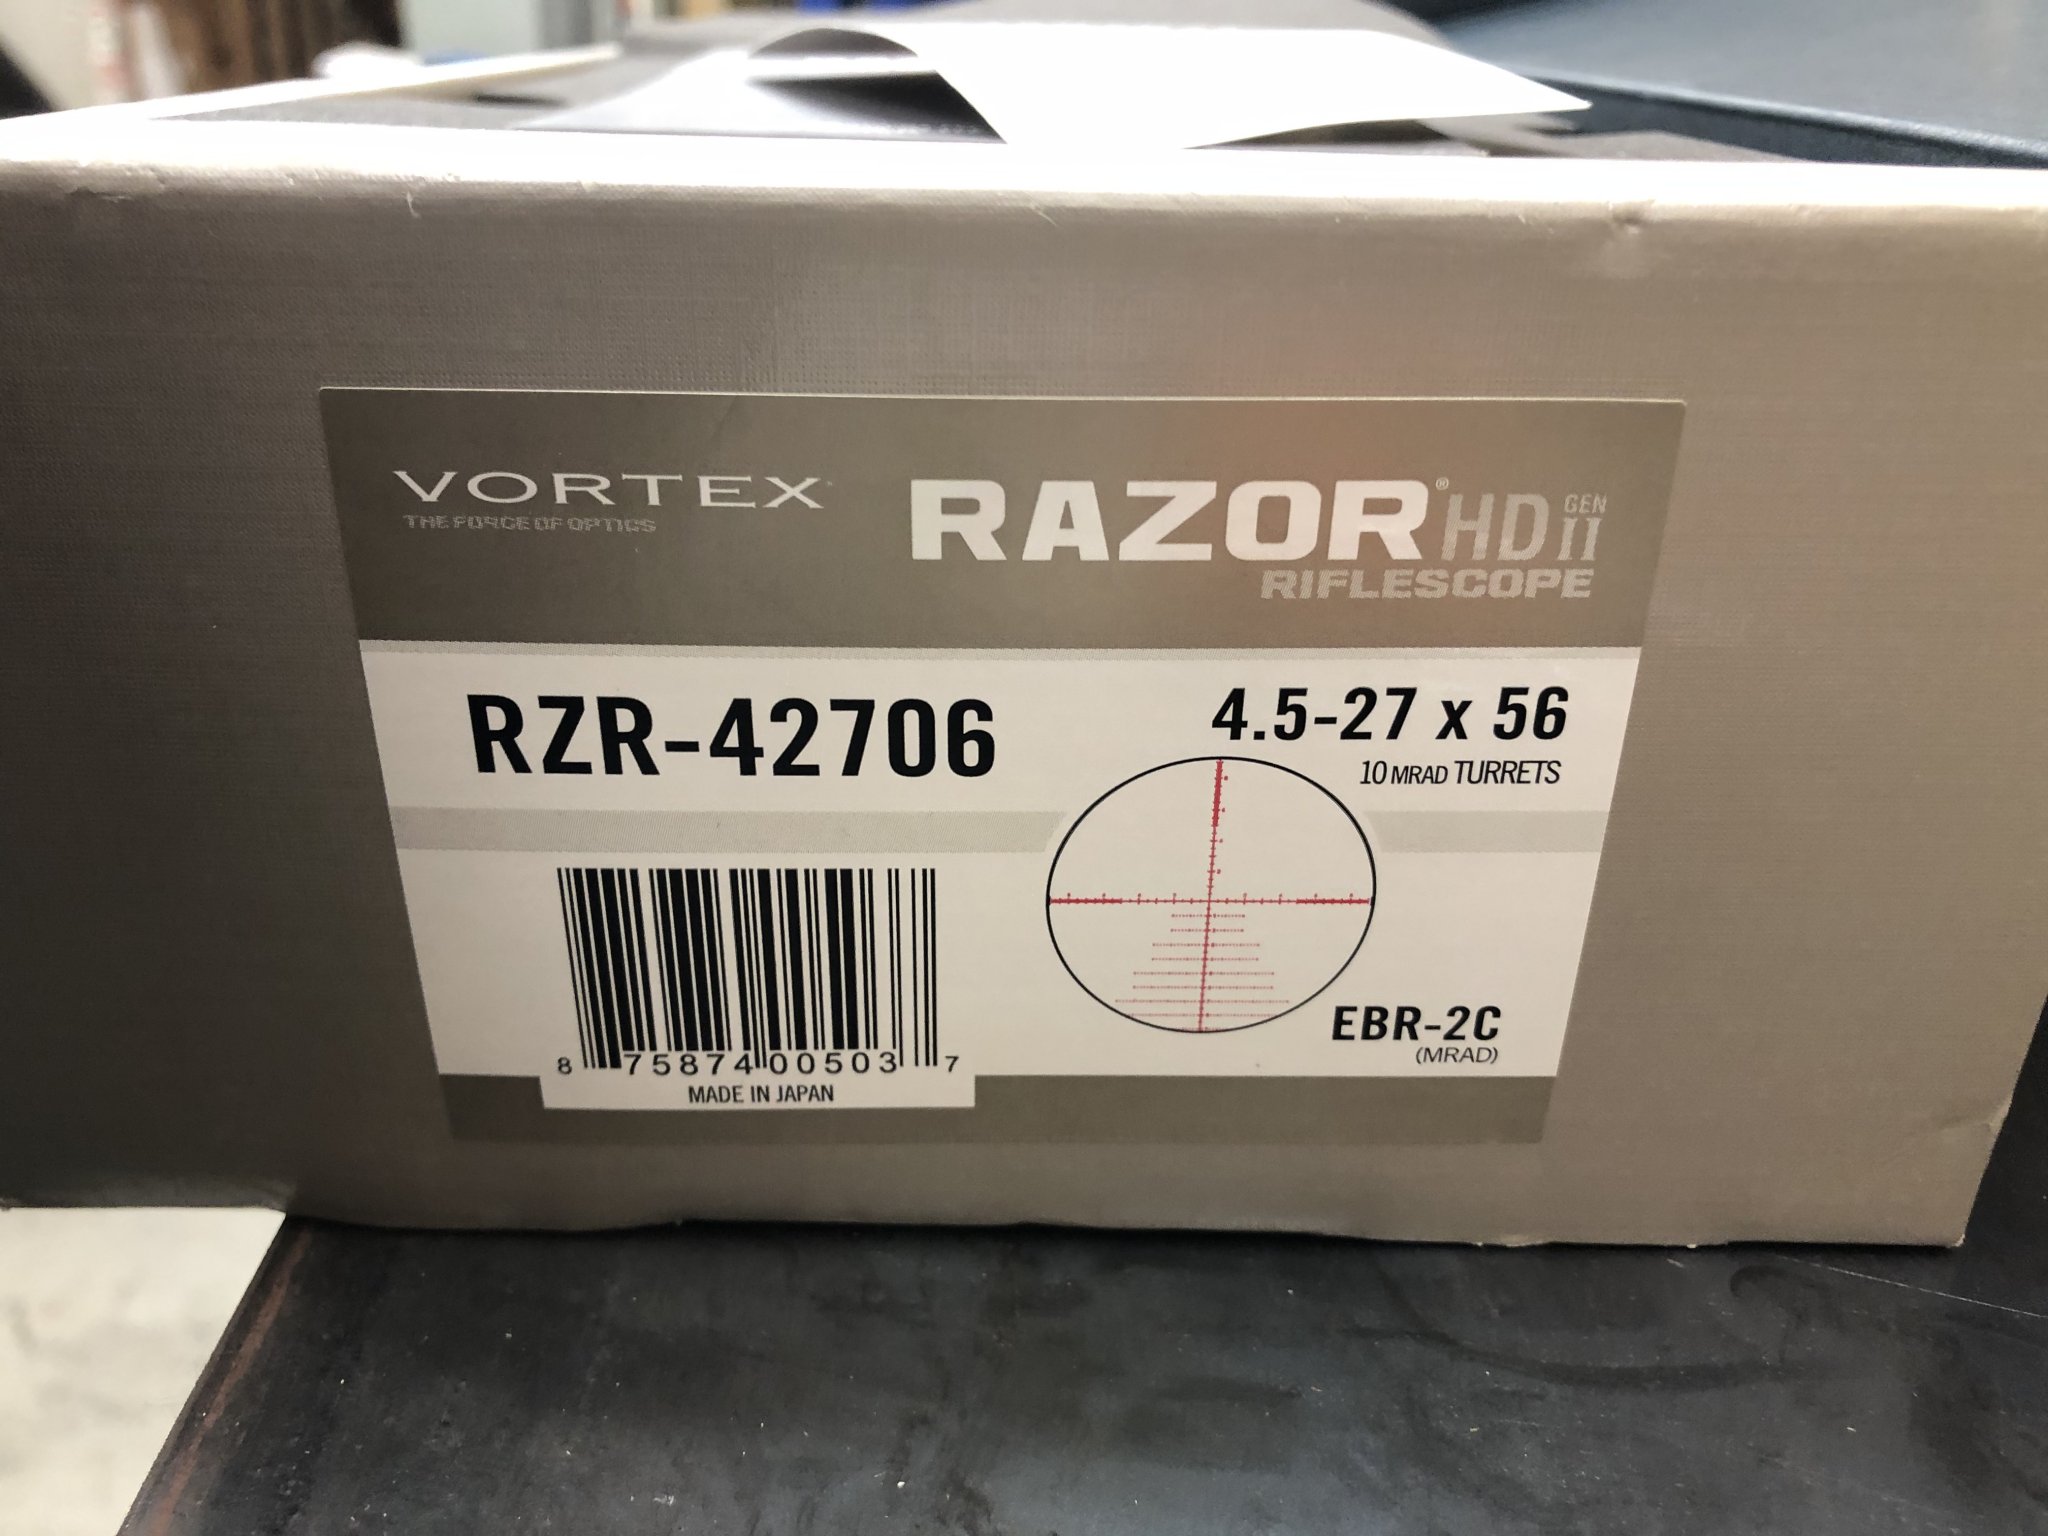 VORTEX
THE FORCE OF OPTICS
RAZOR® HD GEN II
RIFLESCOPE
RZR-42706
4.5-27 x 56
10 MRAD TURRETS
EBR-2C
(MRAD)
8 75874 00503 7
MADE IN JAPAN